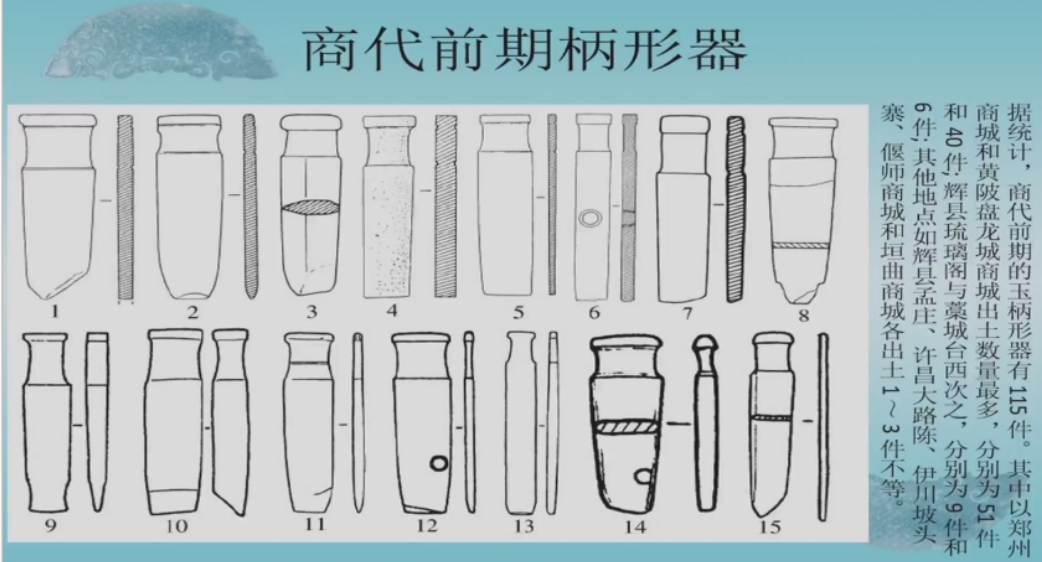 商代前期柄形器
据统计，商代前期的玉柄形器有115件。其中以郑州
商城和黄陂盘龙城商城出土数量最多，分别为51件
和40件；辉县琉璃阁与藁城台西次之，分别为9件和
6件；其他地点如辉县孟庄、许昌大路陈、伊川坡头
寨、偃师商城和垣曲商城各出土1～3件不等。
1 2 3 4 5 6 7 8
9 10 11 12 13 14 15